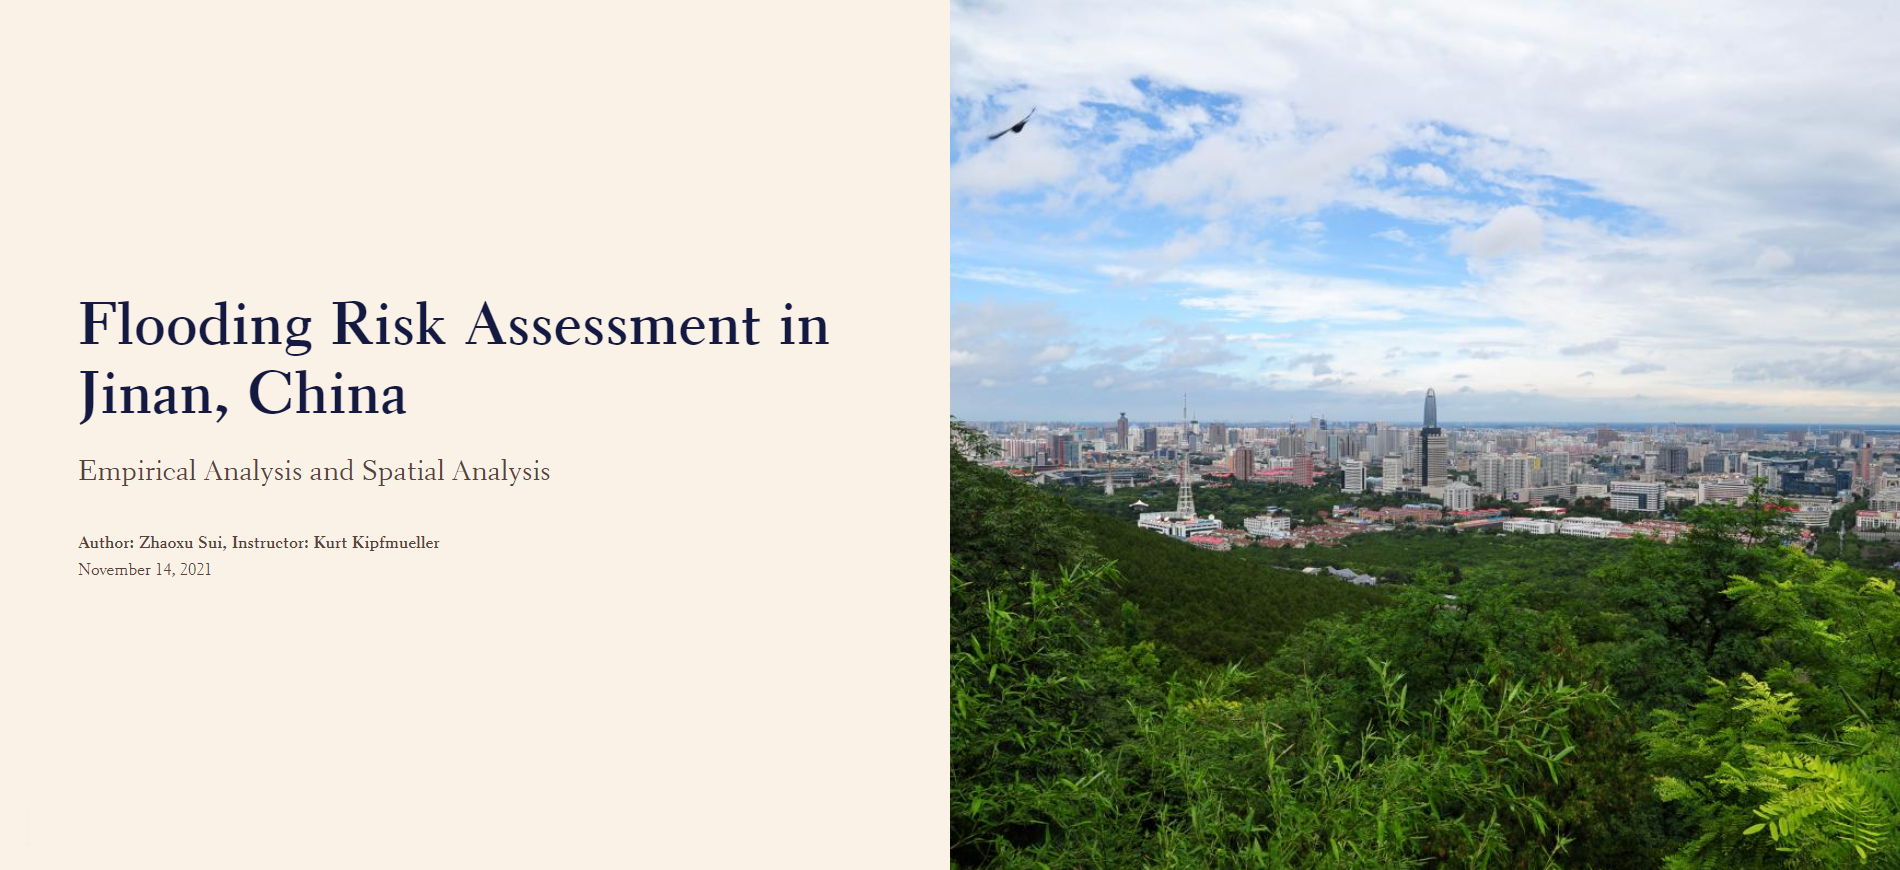 Flooding Risk Assessment in
Jinan, China
Empirical Analysis and Spatial Analysis
Author: Zhaoxu Sui, Instructor: Kurt Kipfmueller
November 14, 2021